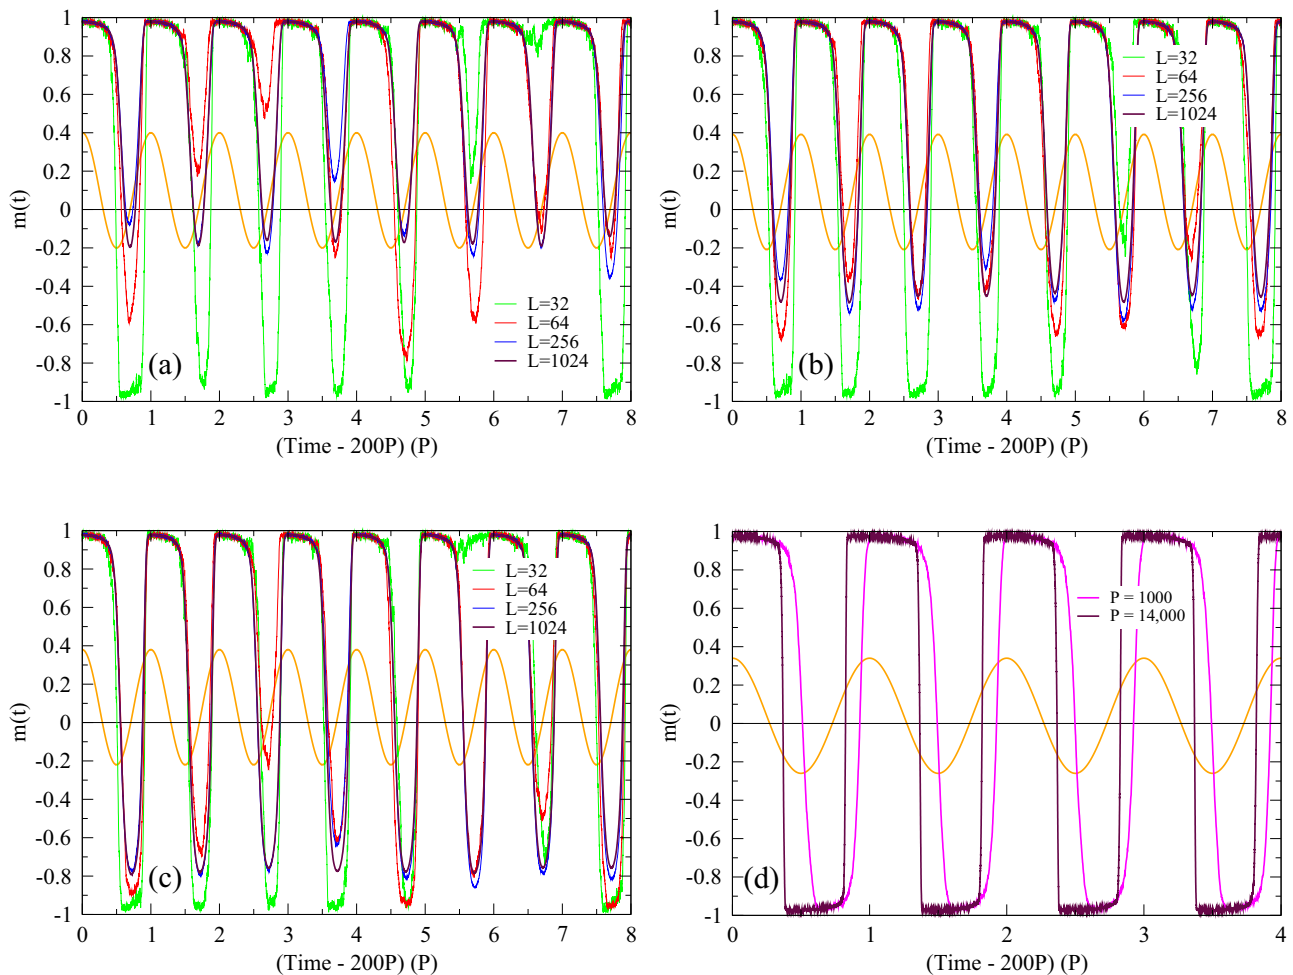 1
0.8
0.6
0.4
0.2
0
-0.2
-0.4
-0.6
-0.8
-1
m(t)
L=32
L=64
L=256
L=1024
(a)
0 1 2 3 4 5 6 7 8
(Time - 200P) (P)
1
0.8
0.6
0.4
0.2
0
-0.2
-0.4
-0.6
-0.8
-1
m(t)
L=32
L=64
L=256
L=1024
(b)
0 1 2 3 4 5 6 7 8
(Time - 200P) (P)
1
0.8
0.6
0.4
0.2
0
-0.2
-0.4
-0.6
-0.8
-1
m(t)
L=32
L=64
L=256
L=1024
(c)
0 1 2 3 4 5 6 7 8
(Time - 200P) (P)
1
0.8
0.6
0.4
0.2
0
-0.2
-0.4
-0.6
-0.8
-1
m(t)
P = 1000
P = 14,000
(d)
0 1 2 3 4
(Time - 200P) (P)